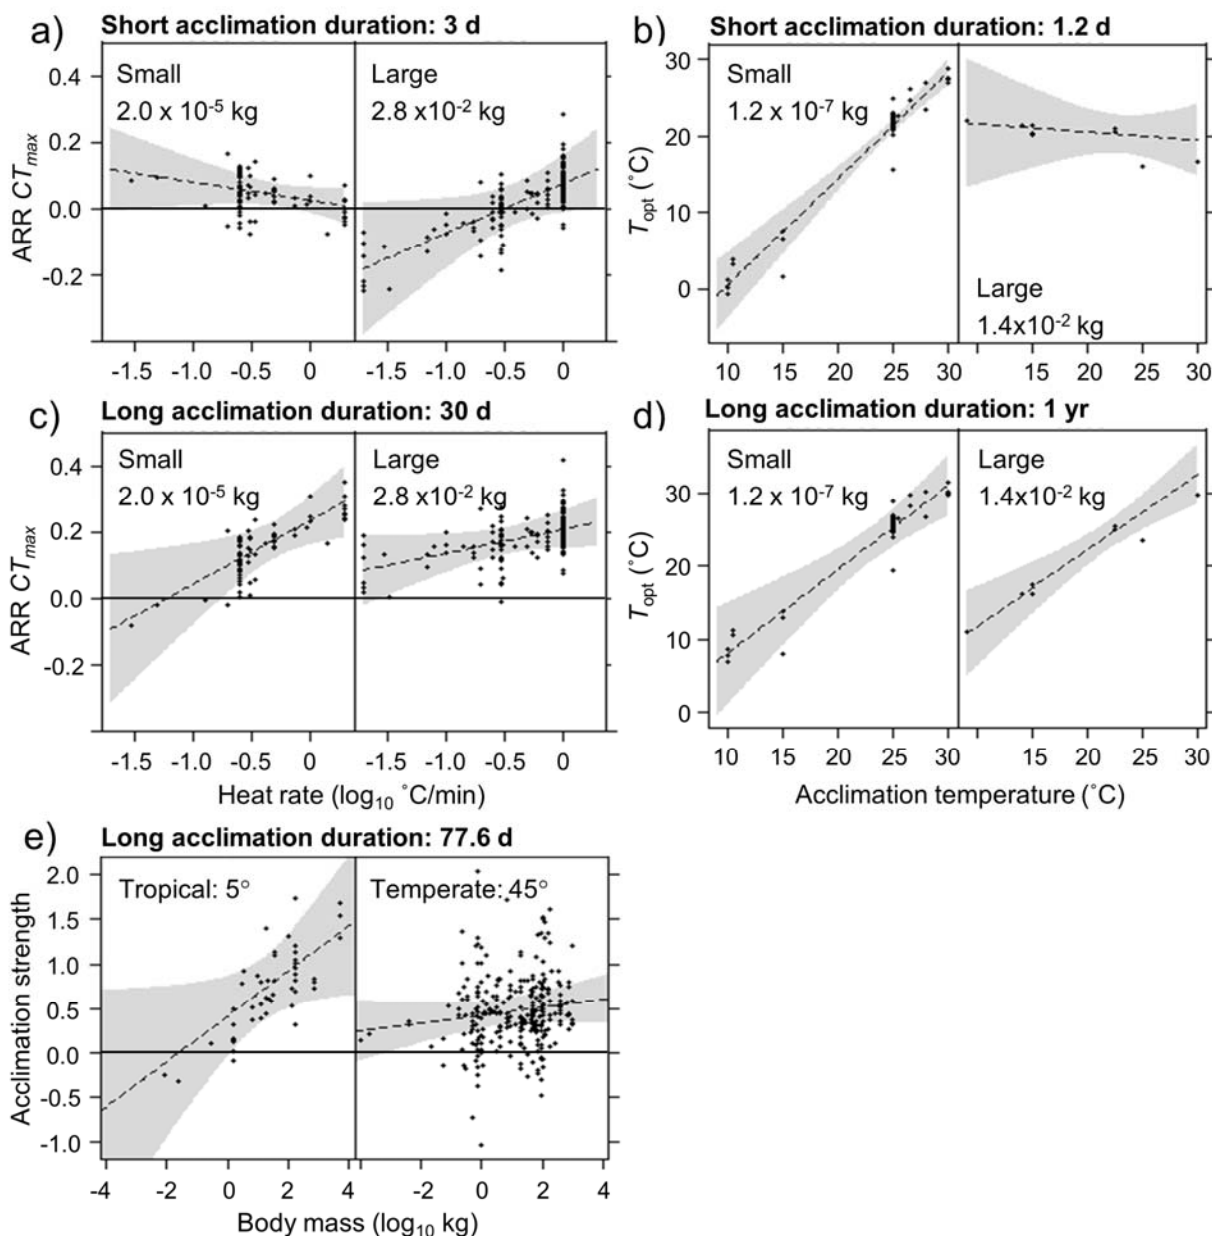 a) Short acclimation duration: 3 d
Small
2.0 x 10⁻⁵ kg
Large
2.8 x10⁻² kg
ARR CTmax
0.4
0.2
0.0
-0.2
-1.5 -1.0 -0.5 0 -1.5 -1.0 -0.5 0
b) Short acclimation duration: 1.2 d
Small
1.2 x 10⁻⁷ kg
Large
1.4x10⁻² kg
Topt (˚C)
30
20
10
0
10 15 20 25 30 15 20 25 30
c) Long acclimation duration: 30 d
Small
2.0 x 10⁻⁵ kg
Large
2.8 x10⁻² kg
ARR CTmax
0.4
0.2
0.0
-0.2
-1.5 -1.0 -0.5 0 -1.5 -1.0 -0.5 0
Heat rate (log₁₀ ˚C/min)
d) Long acclimation duration: 1 yr
Small
1.2 x 10⁻⁷ kg
Large
1.4x10⁻² kg
Topt (˚C)
30
20
10
0
10 15 20 25 30 15 20 25 30
Acclimation temperature (˚C)
e) Long acclimation duration: 77.6 d
Tropical: 5°
Temperate: 45°
Acclimation strength
2.0
1.5
1.0
0.5
0.0
-0.5
-1.0
-4 -2 0 2 4 -2 0 2 4
Body mass (log₁₀ kg)